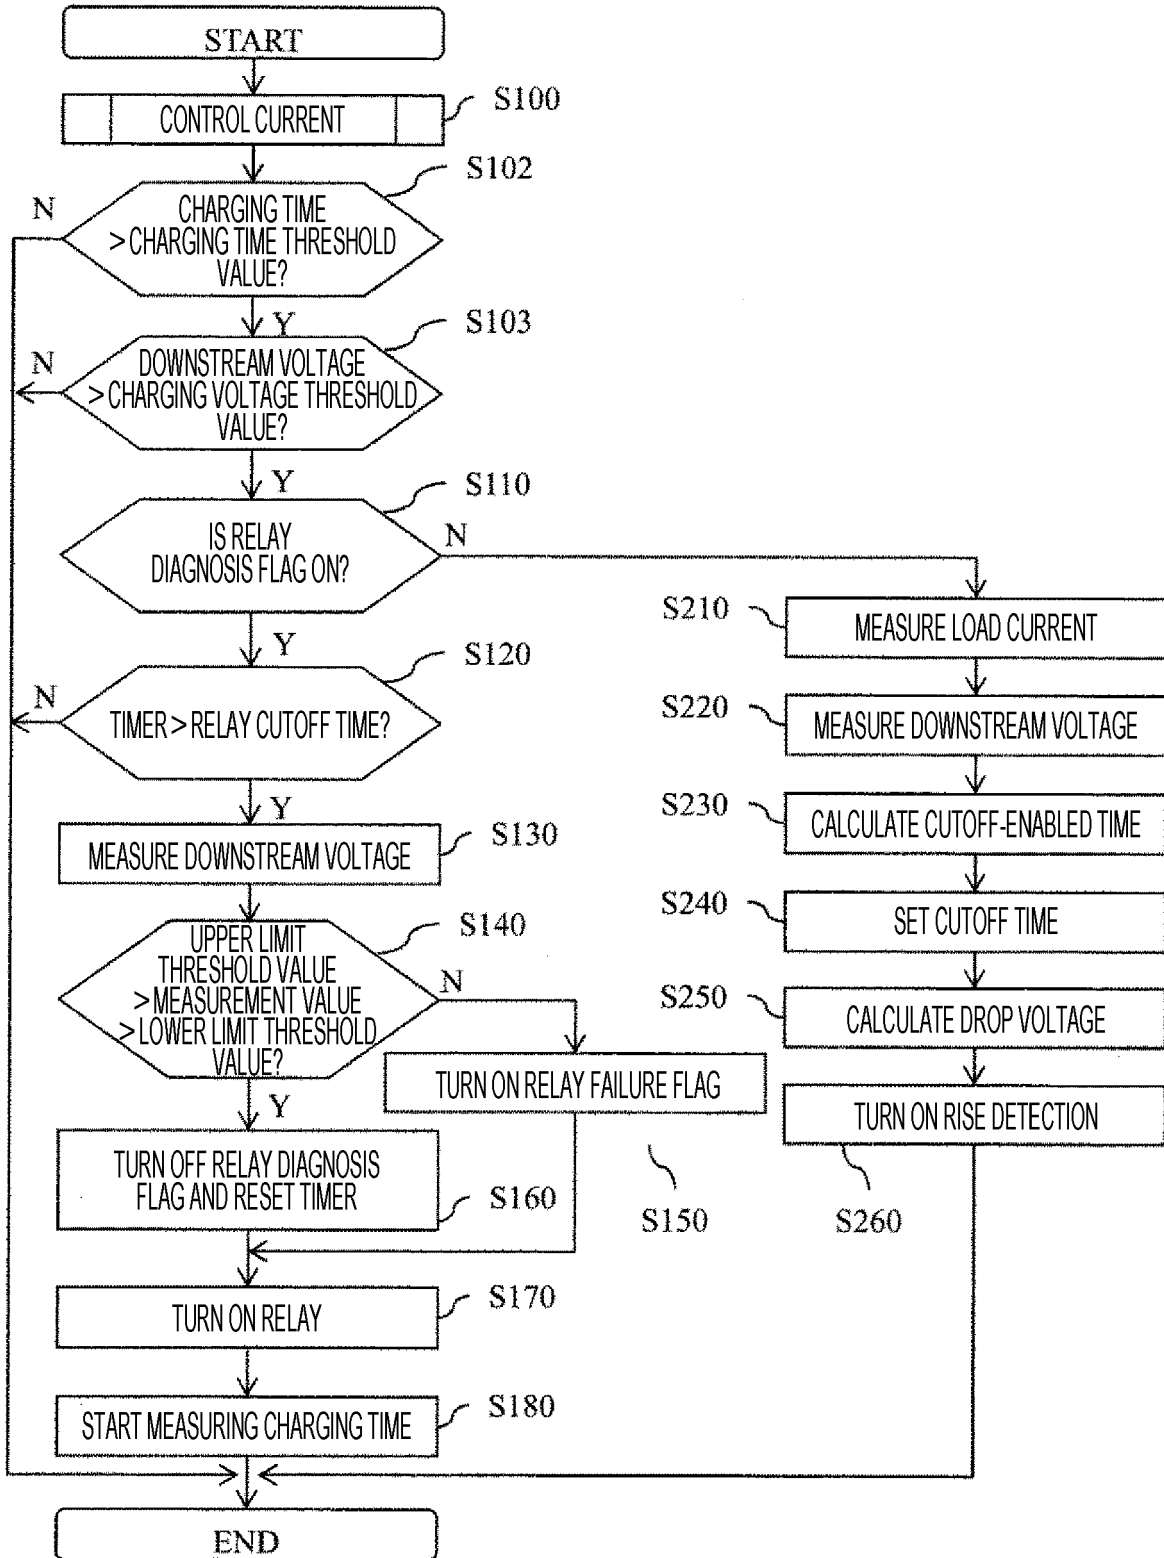 START
CONTROL CURRENT
S100
S102
N
CHARGING TIME
> CHARGING TIME THRESHOLD
VALUE?
Y
S103
N
DOWNSTREAM VOLTAGE
> CHARGING VOLTAGE THRESHOLD
VALUE?
Y
S110
IS RELAY
DIAGNOSIS FLAG ON?
N
Y
S120
N
TIMER > RELAY CUTOFF TIME?
Y
S130
MEASURE DOWNSTREAM VOLTAGE
S140
UPPER LIMIT
THRESHOLD VALUE
> MEASUREMENT VALUE
> LOWER LIMIT THRESHOLD
VALUE?
N
Y
TURN ON RELAY FAILURE FLAG
S150
TURN OFF RELAY DIAGNOSIS
FLAG AND RESET TIMER
S160
TURN ON RELAY
S170
START MEASURING CHARGING TIME
S180
END
S210
MEASURE LOAD CURRENT
S220
MEASURE DOWNSTREAM VOLTAGE
S230
CALCULATE CUTOFF-ENABLED TIME
S240
SET CUTOFF TIME
S250
CALCULATE DROP VOLTAGE
TURN ON RISE DETECTION
S260